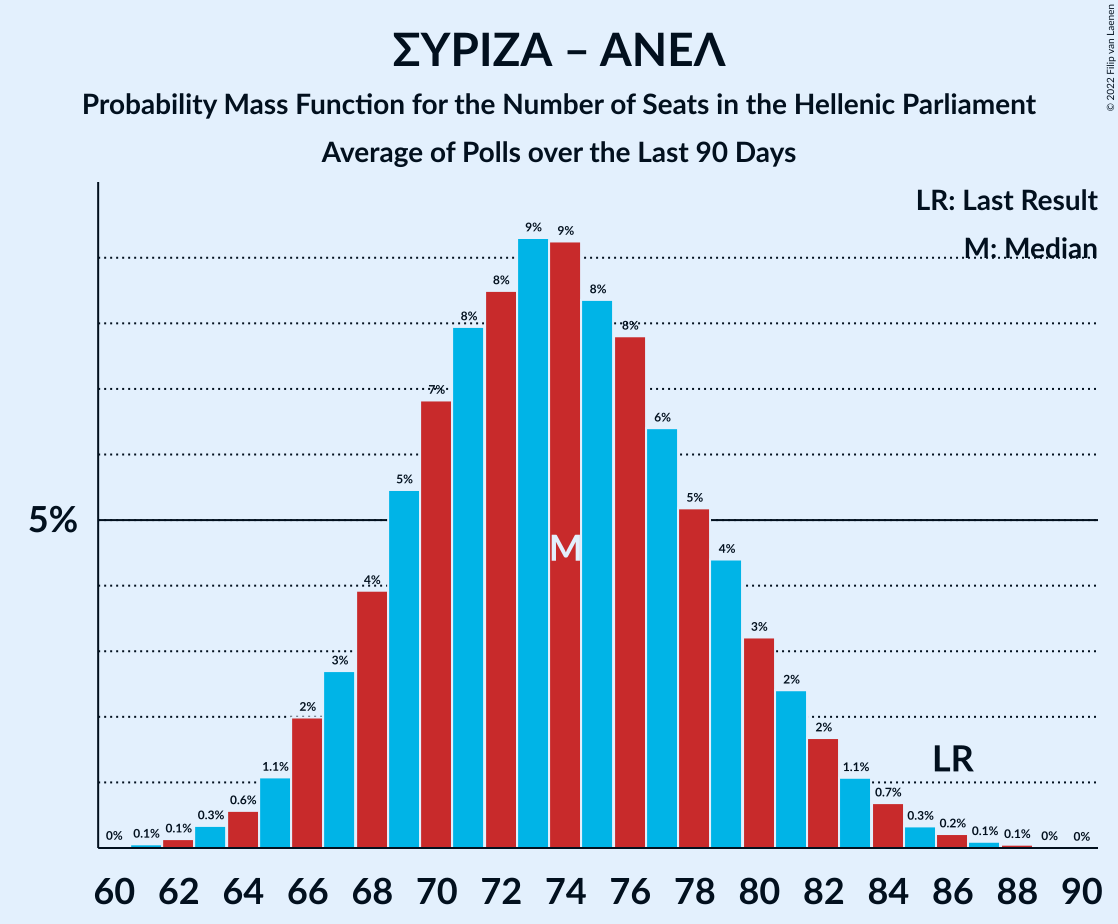 ΣΥΡΙΖΑ – ΑΝΕΛ
Probability Mass Function for the Number of Seats in the Hellenic Parliament
Average of Polls over the Last 90 Days
© 2022 Filip van Laenen
LR: Last Result
M: Median
5%
0% 0.1% 0.1% 0.3% 0.6% 1.1% 2% 3% 4% 5% 7% 8% 8% 9% 9% 8% 8% 6% 5% 4% 3% 2% 2% 1.1% 0.7% 0.3% 0.2% 0.1% 0.1% 0% 0%
M
LR
60 62 64 66 68 70 72 74 76 78 80 82 84 86 88 90